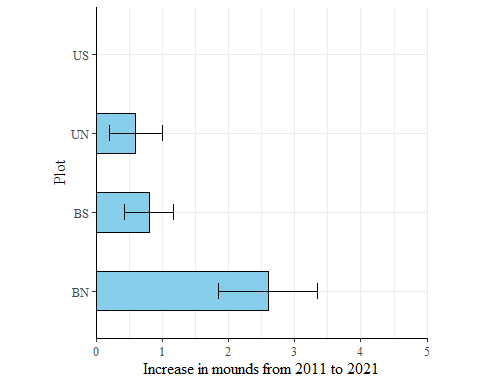 US
UN
BS
BN
Plot
0 1 2 3 4 5
Increase in mounds from 2011 to 2021